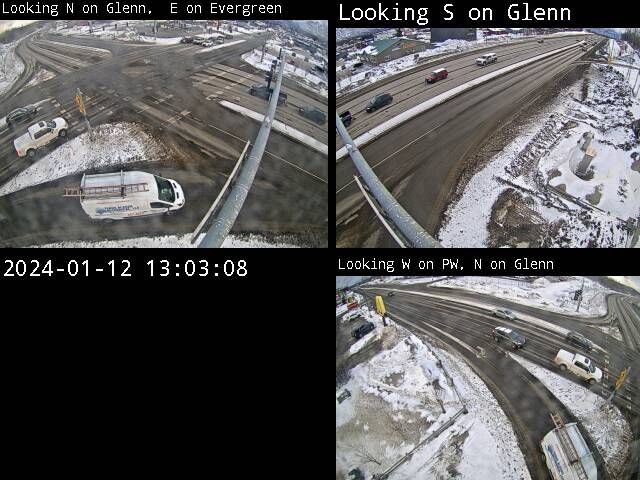 Looking N on Glenn,  E on Evergreen
Looking S on Glenn
2024-01-12 13:03:08
Looking W on PW, N on Glenn